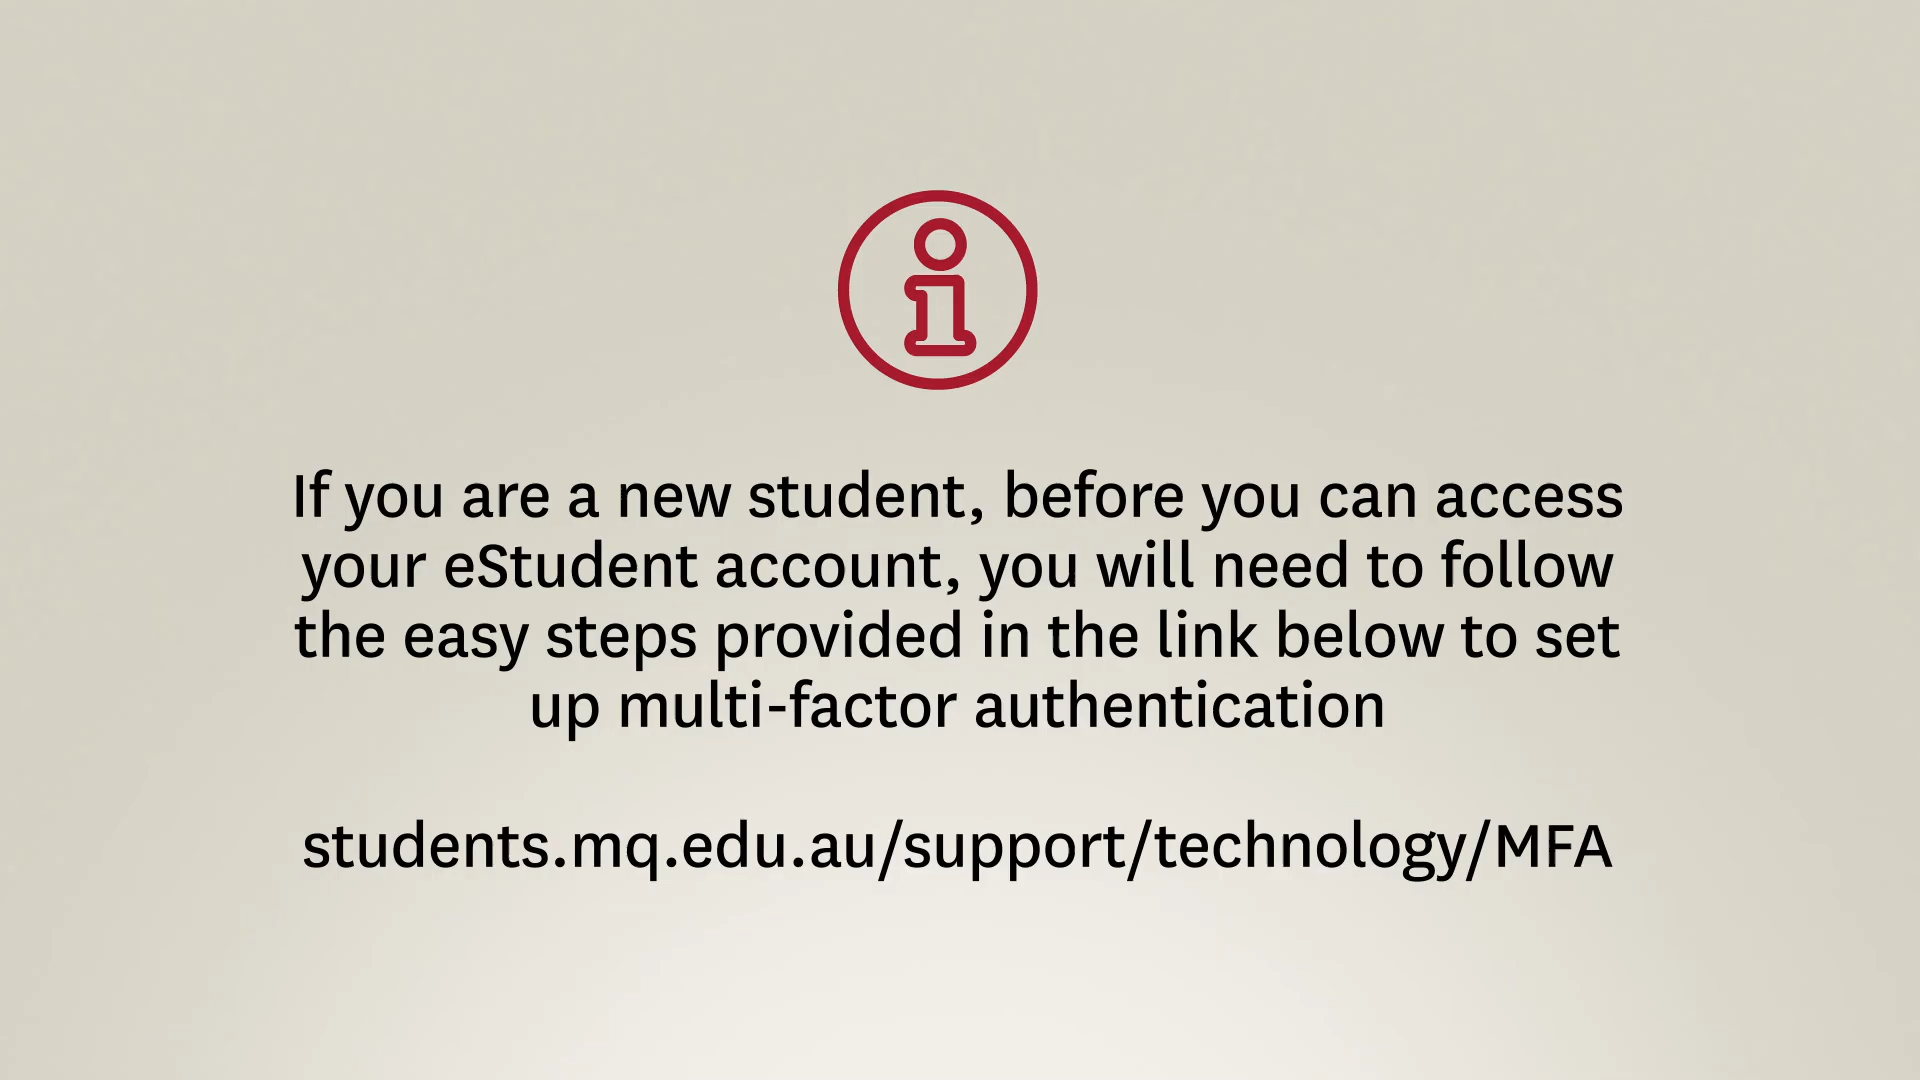 If you are a new student, before you can access
your eStudent account, you will need to follow
the easy steps provided in the link below to set
up multi-factor authentication
students.mq.edu.au/support/technology/MFA